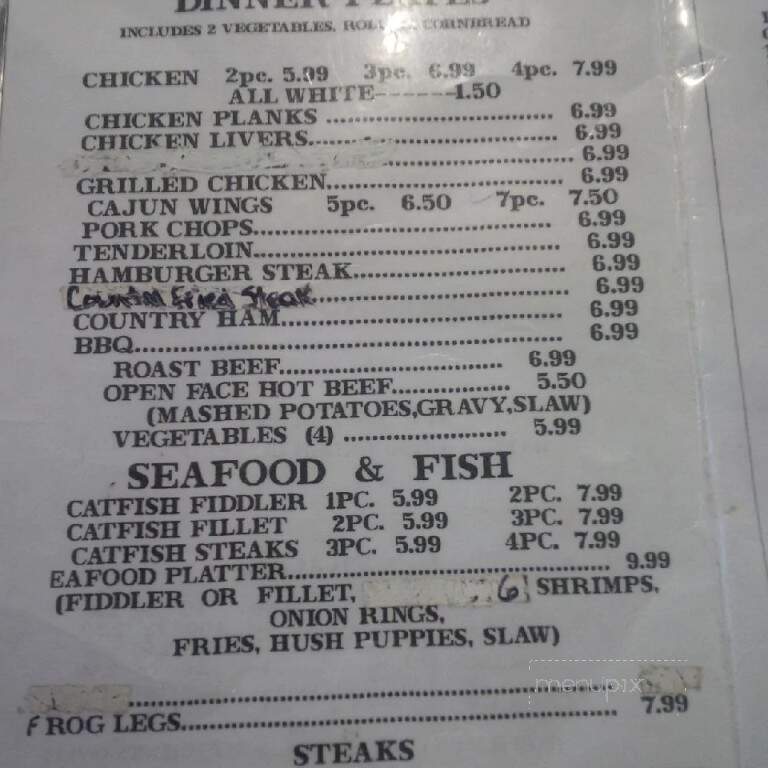 DINNER PLATES
INCLUDES 2 VEGETABLES, ROLL CORNBREAD
CHICKEN 2pc. 5.99 3pc. 6.99 4pc. 7.99
ALL WHITE-------1.50
CHICKEN PLANKS ............................ 6.99
CHICKEN LIVERS............................... 6.99
....................... 6.99
GRILLED CHICKEN............................. 6.99
CAJUN WINGS 5pc. 6.50 7pc. 7.50
PORK CHOPS..................................... 6.99
TENDERLOIN...................................... 6.99
HAMBURGER STEAK.......................... 6.99
Country Fried Steak............................... 6.99
COUNTRY HAM.................................. 6.99
BBQ..................................................... 6.99
ROAST BEEF............................ 6.99
OPEN FACE HOT BEEF............... 5.50
(MASHED POTATOES,GRAVY,SLAW)
VEGETABLES (4) ....................... 5.99
SEAFOOD & FISH
CATFISH FIDDLER 1PC. 5.99 2PC. 7.99
CATFISH FILLET 2PC. 5.99 3PC. 7.99
CATFISH STEAKS 3PC. 5.99 4PC. 7.99
EAFOOD PLATTER........................................ 9.99
(FIDDLER OR FILLET, 6 SHRIMPS,
ONION RINGS,
FRIES, HUSH PUPPIES, SLAW)
menupix
FROG LEGS...................................................... 7.99
STEAKS